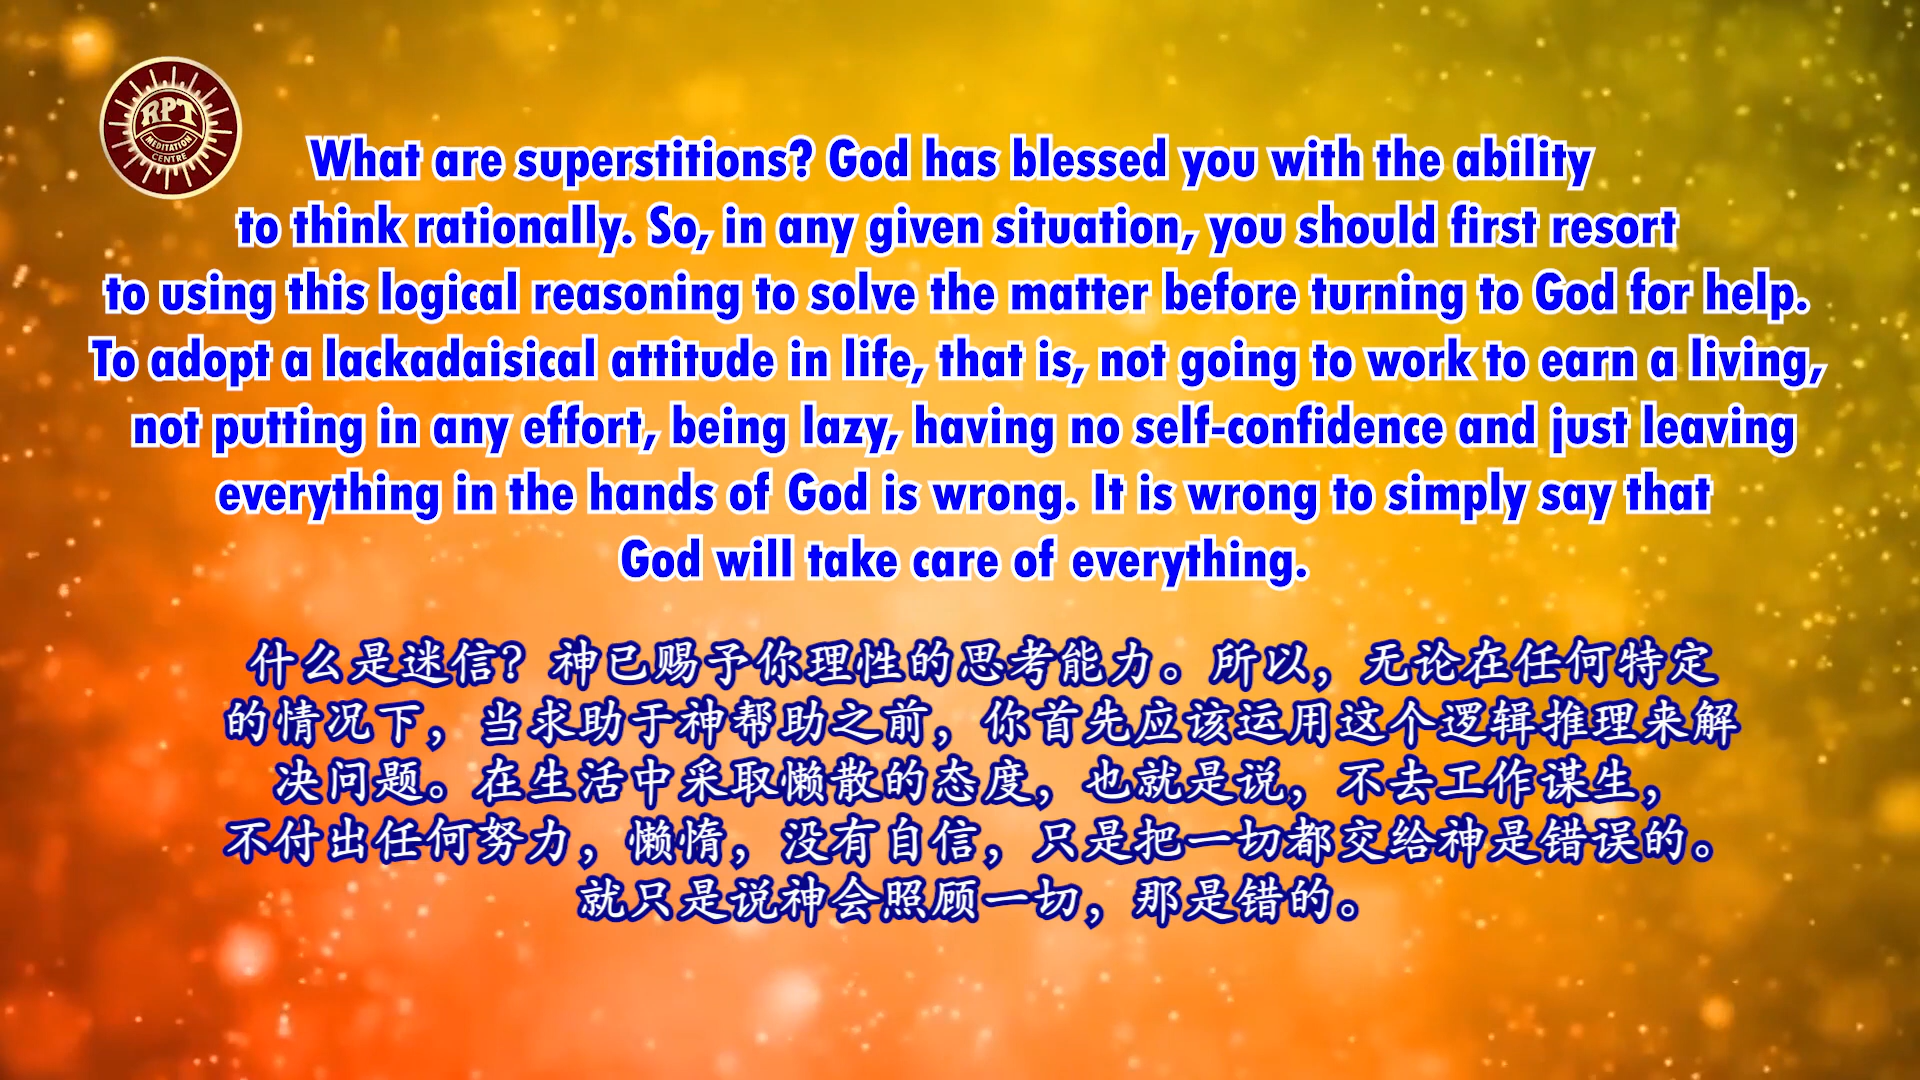 RPT
MEDITATION
CENTRE
What are superstitions? God has blessed you with the ability
to think rationally. So, in any given situation, you should first resort
to using this logical reasoning to solve the matter before turning to God for help.
To adopt a lackadaisical attitude in life, that is, not going to work to earn a living,
not putting in any effort, being lazy, having no self-confidence and just leaving
everything in the hands of God is wrong. It is wrong to simply say that
God will take care of everything.
什么是迷信？神已赐予你理性的思考能力。所以，无论在任何特定
的情况下，当求助于神帮助之前，你首先应该运用这个逻辑推理来解
决问题。在生活中采取懒散的态度，也就是说，不去工作谋生，
不付出任何努力，懒惰，没有自信，只是把一切都交给神是错误的。
就只是说神会照顾一切，那是错的。